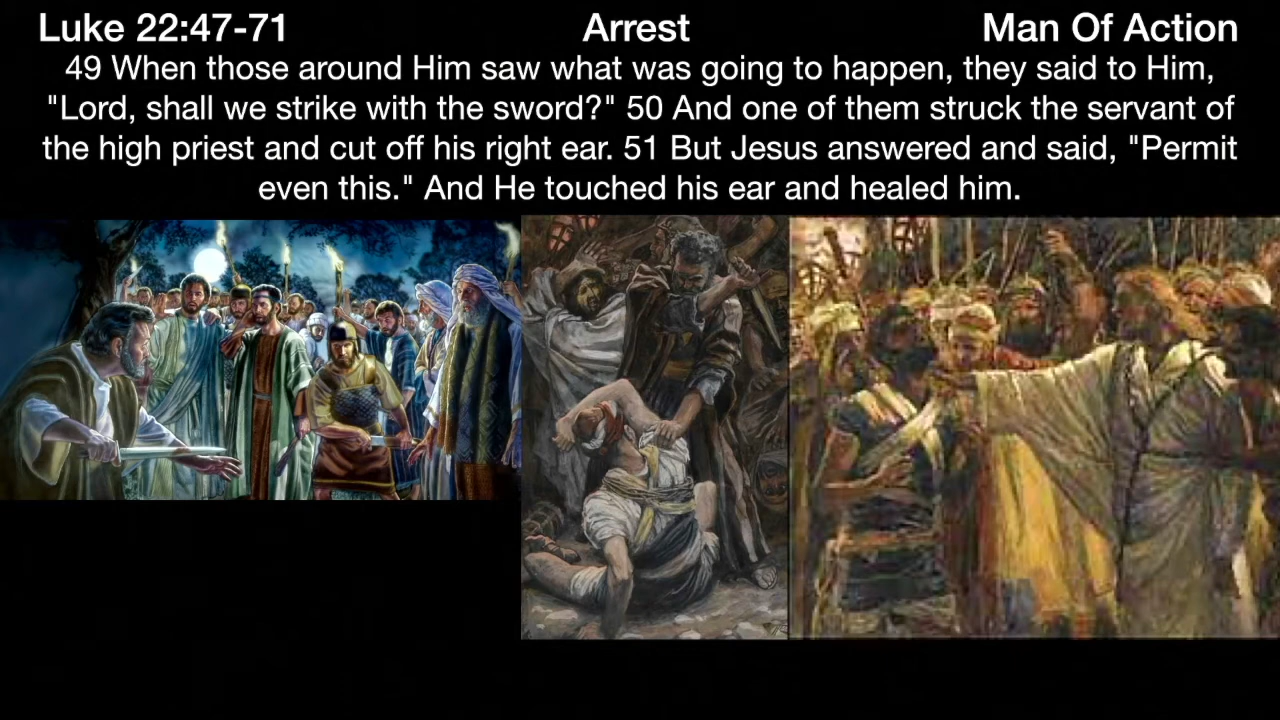 Luke 22:47-71 Arrest Man Of Action
49 When those around Him saw what was going to happen, they said to Him,
"Lord, shall we strike with the sword?" 50 And one of them struck the servant of
the high priest and cut off his right ear. 51 But Jesus answered and said, "Permit
even this." And He touched his ear and healed him.